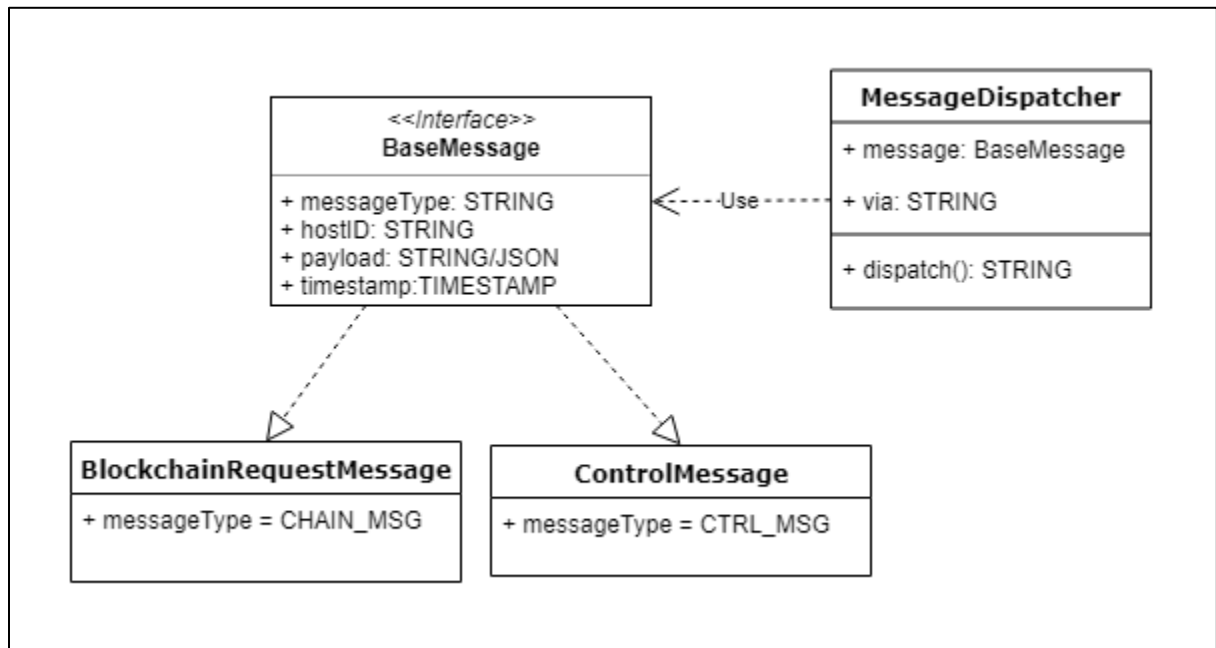 <<Interface>>
BaseMessage
+ messageType: STRING
+ hostID: STRING
+ payload: STRING/JSON
+ timestamp:TIMESTAMP
Use
MessageDispatcher
+ message: BaseMessage
+ via: STRING
+ dispatch(): STRING
BlockchainRequestMessage
+ messageType = CHAIN_MSG
ControlMessage
+ messageType = CTRL_MSG